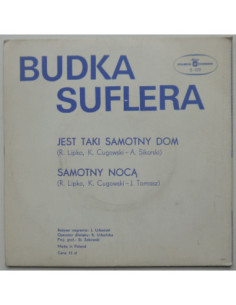 BUDKA
SUFLERA
JEST TAKI SAMOTNY DOM
(R. Lipko, K. Cugowski – A. Sikorski)
SAMOTNY NOCĄ
(R. Lipko, K. Cugowski – J. Tomasz)
Made in Poland